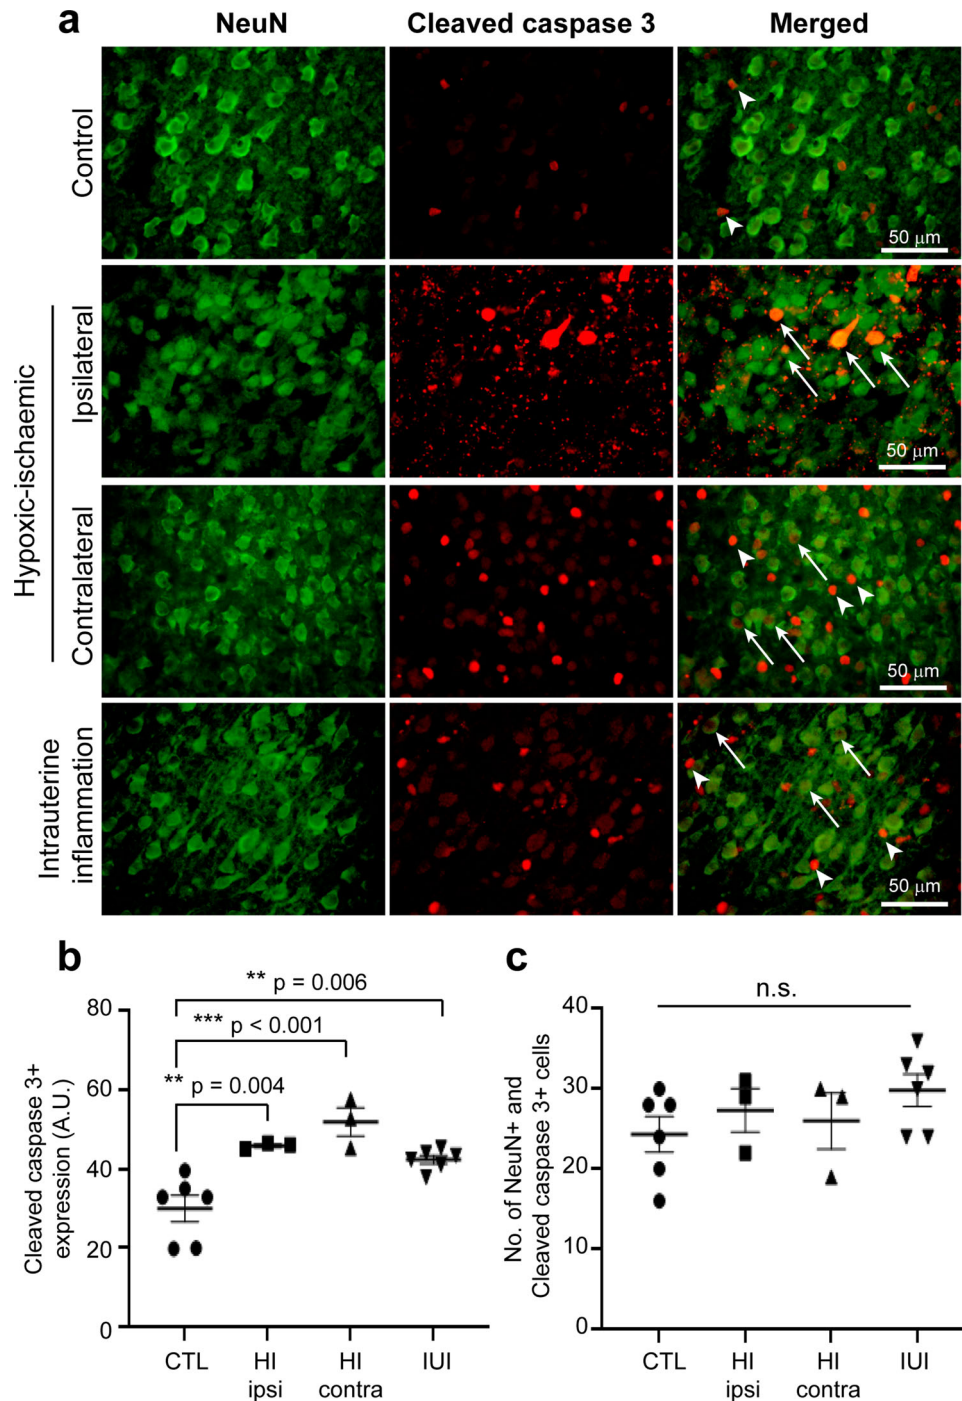 a
NeuN
Cleaved caspase 3
Merged
Control
50 μm
Hypoxic-ischaemic
Ipsilateral
50 μm
Contralateral
50 μm
Intrauterine
inflammation
50 μm
b
** p = 0.006
*** p < 0.001
** p = 0.004
Cleaved caspase 3+
expression (A.U.)
80
60
40
20
0
CTL
HI
ipsi
HI
contra
IUI
c
n.s.
No. of NeuN+ and
Cleaved caspase 3+ cells
40
30
20
10
0
CTL
HI
ipsi
HI
contra
IUI